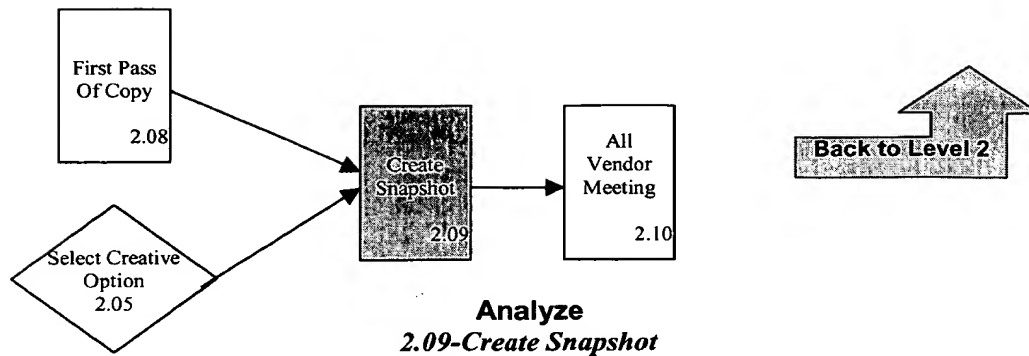 First Pass
Of Copy
2.08
Create
Snapshot
2.09
All
Vendor
Meeting
2.10
Back to Level 2
Select Creative
Option
2.05
Analyze
2.09-Create Snapshot